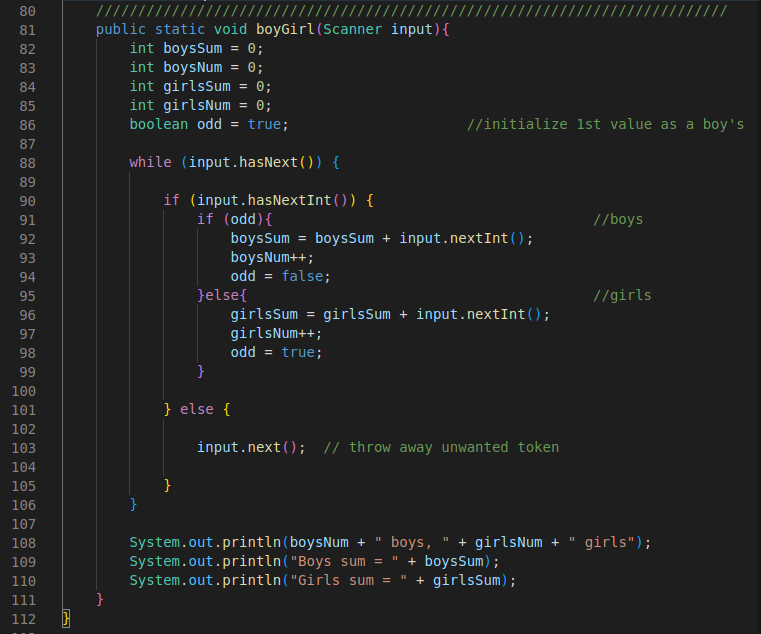 80 ///////////////////////////////////////////////////////////////////////////
81 public static void boyGirl(Scanner input){
82 int boysSum = 0;
83 int boysNum = 0;
84 int girlsSum = 0;
85 int girlsNum = 0;
86 boolean odd = true; //initialize 1st value as a boy's
87
88 while (input.hasNext()) {
89
90 if (input.hasNextInt()) {
91 if (odd){ //boys
92 boysSum = boysSum + input.nextInt();
93 boysNum++;
94 odd = false;
95 }else{ //girls
96 girlsSum = girlsSum + input.nextInt();
97 girlsNum++;
98 odd = true;
99 }
100
101 } else {
102
103 input.next(); // throw away unwanted token
104
105 }
106 }
107
108 System.out.println(boysNum + " boys, " + girlsNum + " girls");
109 System.out.println("Boys sum = " + boysSum);
110 System.out.println("Girls sum = " + girlsSum);
111 }
112 }